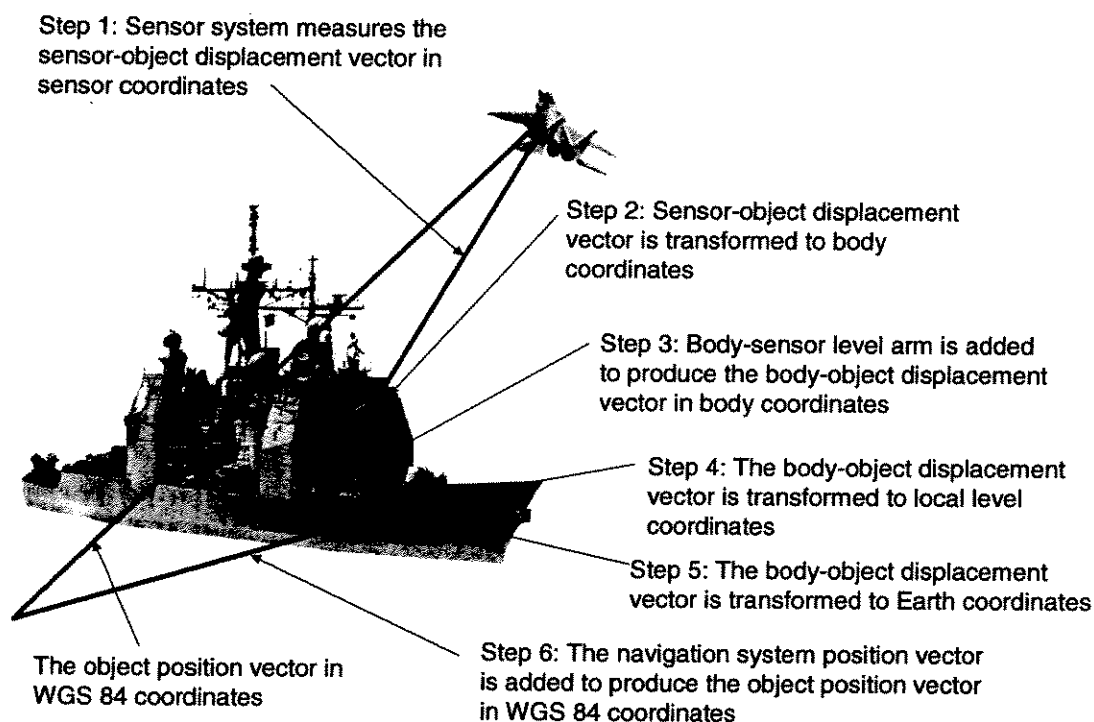 Step 1: Sensor system measures the
sensor-object displacement vector in
sensor coordinates
Step 2: Sensor-object displacement
vector is transformed to body
coordinates
Step 3: Body-sensor level arm is added
to produce the body-object displacement
vector in body coordinates
Step 4: The body-object displacement
vector is transformed to local level
coordinates
Step 5: The body-object displacement
vector is transformed to Earth coordinates
The object position vector in
WGS 84 coordinates
Step 6: The navigation system position vector
is added to produce the object position vector
in WGS 84 coordinates